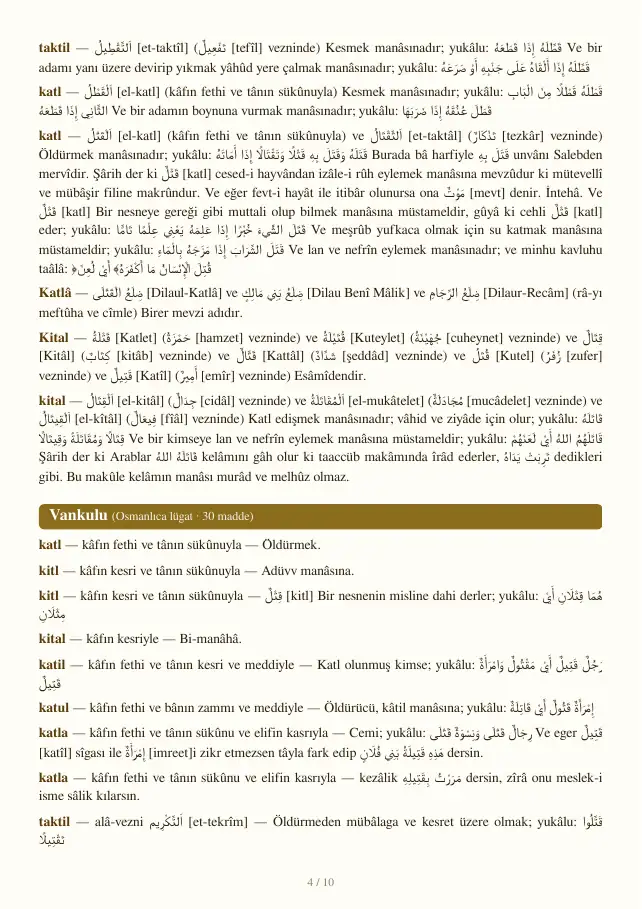 taktil — اَلتَّقْطِيلُ [et-taktîl] (تَفْعِيلٌ [tefîl] vezninde) Kesmek manâsınadır; yukâlu: قَطَّلَهُ إِذَا قَطَعَهُ Ve bir
adamı yanı üzere devirip yıkmak yâhûd yere çalmak manâsınadır; yukâlu: قَطَّلَهُ إِذَا أَلْقَاهُ عَلَى جَنْبِهِ أَوْ صَرَعَهُ
katl — اَلْقَطْلُ [el-katl] (kâfın fethi ve tânın sükûnuyla) Kesmek manâsınadır; yukâlu: قَطَلَهُ قَطْلًا مِنَ الْبَابِ
الثَّانِي إِذَا قَطَعَهُ Ve bir adamın boynuna vurmak manâsınadır; yukâlu: قَطَلَ عُنُقَهُ إِذَا ضَرَبَهَا
katl — اَلْقَتْلُ [el-katl] (kâfın fethi ve tânın sükûnuyla) ve اَلتَّقْتَالُ [et-taktâl] (تَذْكَارٌ [tezkâr] vezninde)
Öldürmek manâsınadır; yukâlu: قَتَلَهُ وَقَتَلَ بِهِ قَتْلًا وَتَقْتَالًا إِذَا أَمَاتَهُ Burada bâ harfiyle قَتَلَ بِهِ unvânı Salebden
mervîdir. Şârih der ki قَتْلٌ [katl] cesed-i hayvândan izâle-i rûh eylemek manâsına mevzûdur ki mütevellî
ve mübâşir filine makrûndur. Ve eğer fevt-i hayât ile itibâr olunursa ona مَوْتٌ [mevt] denir. İntehâ. Ve
قَتْلٌ [katl] Bir nesneye gereği gibi muttali olup bilmek manâsına müstameldir, gûyâ ki cehli قَتْلٌ [katl]
eder; yukâlu: قَتَلَ الشَّيْءَ خُبْرًا إِذَا عَلِمَهُ يَعْنِي عِلْمًا تَامًّا Ve meşrûb yufkaca olmak için su katmak manâsına
müstameldir; yukâlu: قَتَلَ الشَّرَابَ إِذَا مَزَجَهُ بِالْمَاءِ Ve lan ve nefrîn eylemek manâsınadır; ve minhu kavluhu
taâlâ: ﴿قُتِلَ الْإِنْسَانُ مَا أَكْفَرَهُ﴾ أَيْ لُعِنَ
Katlâ — ضِلَعُ الْقَتْلَى [Dilaul-Katlâ] ve ضِلَعُ بَنِي مَالِكٍ [Dilau Benî Mâlik] ve ضِلَعُ الرِّجَامِ [Dilaur-Recâm] (râ-yı
meftûha ve cîmle) Birer mevzi adıdır.
Kital — قَتْلَةُ [Katlet] (حَمْزَةُ [hamzet] vezninde) ve قُتَيْلَةُ [Kuteylet] (جُهَيْنَةُ [cuheynet] vezninde) ve قِتَالٌ
[Kitâl] (كِتَابٌ [kitâb] vezninde) ve قَتَّالٌ [Kattâl] (شَدَّادٌ [şeddâd] vezninde) ve قُتَلُ [Kutel] (زُفَرُ [zufer]
vezninde) ve قَتِيلٌ [Katîl] (أَمِيرٌ [emîr] vezninde) Esâmîdendir.
kital — اَلْقِتَالُ [el-kitâl] (جِدَالٌ [cidâl] vezninde) ve اَلْمُقَاتَلَةُ [el-mukâtelet] (مُجَادَلَةٌ [mucâdelet] vezninde) ve
اَلْقِيتَالُ [el-kîtâl] (فِيعَالٌ [fîâl] vezninde) Katl edişmek manâsınadır; vâhid ve ziyâde için olur; yukâlu: قَاتَلَهُ
قِتَالًا وَمُقَاتَلَةً وَقِيتَالًا Ve bir kimseye lan ve nefrîn eylemek manâsına müstameldir; yukâlu: قَاتَلَهُمُ اللهُ أَيْ لَعَنَهُمْ
Şârih der ki Arablar قَاتَلَهُ اللهُ kelâmını gâh olur ki taaccüb makâmında îrâd ederler, تَرِبَتْ يَدَاهُ dedikleri
gibi. Bu makûle kelâmın manâsı murâd ve melhûz olmaz.
Vankulu (Osmanlıca lügat · 30 madde)
katl — kâfın fethi ve tânın sükûnuyla — Öldürmek.
kitl — kâfın kesri ve tânın sükûnuyla — Adüvv manâsına.
kitl — kâfın kesri ve tânın sükûnuyla — قِتْلٌ [kitl] Bir nesnenin misline dahi derler; yukâlu: هُمَا قِتْلَانِ أَيْ
مِثْلَانِ
kital — kâfın kesriyle — Bi-manâhâ.
katil — kâfın fethi ve tânın kesri ve meddiyle — Katl olunmuş kimse; yukâlu: رَجُلٌ قَتِيلٌ أَيْ مَقْتُولٌ وَامْرَأَةٌ
قَتِيلٌ
katul — kâfın fethi ve bânın zammı ve meddiyle — Öldürücü, kâtil manâsına; yukâlu: إِمْرَأَةٌ قَتُولٌ أَيْ قَاتِلَةٌ
katla — kâfın fethi ve tânın sükûnu ve elifin kasrıyla — Cemi; yukâlu: رِجَالٌ قَتْلَى وَنِسْوَةٌ قَتْلَى Ve eger قَتِيلٌ
[katîl] sîgası ile إِمْرَأَةٌ [imreet]i zikr etmezsen tâyla fark edip هَذِهِ قَتِيلَةُ بَنِي فُلَانٍ dersin.
katla — kâfın fethi ve tânın sükûnu ve elifin kasrıyla — kezâlik مَرَرْتُ بِقَتِيلِهِ dersin, zîrâ onu meslek-i
isme sâlik kılarsın.
taktil — alâ-vezni اَلتَّكْرِيم [et-tekrîm] — Öldürmeden mübâlaga ve kesret üzere olmak; yukâlu: قَتَّلُوا
تَقْتِيلًا
4 / 10